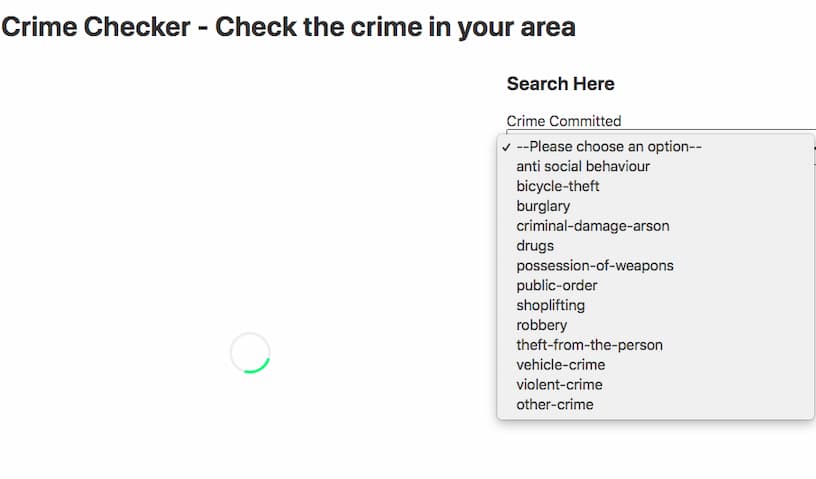 Crime Checker - Check the crime in your area
Search Here
Crime Committed
--Please choose an option--
anti social behaviour
bicycle-theft
burglary
criminal-damage-arson
drugs
possession-of-weapons
public-order
shoplifting
robbery
theft-from-the-person
vehicle-crime
violent-crime
other-crime